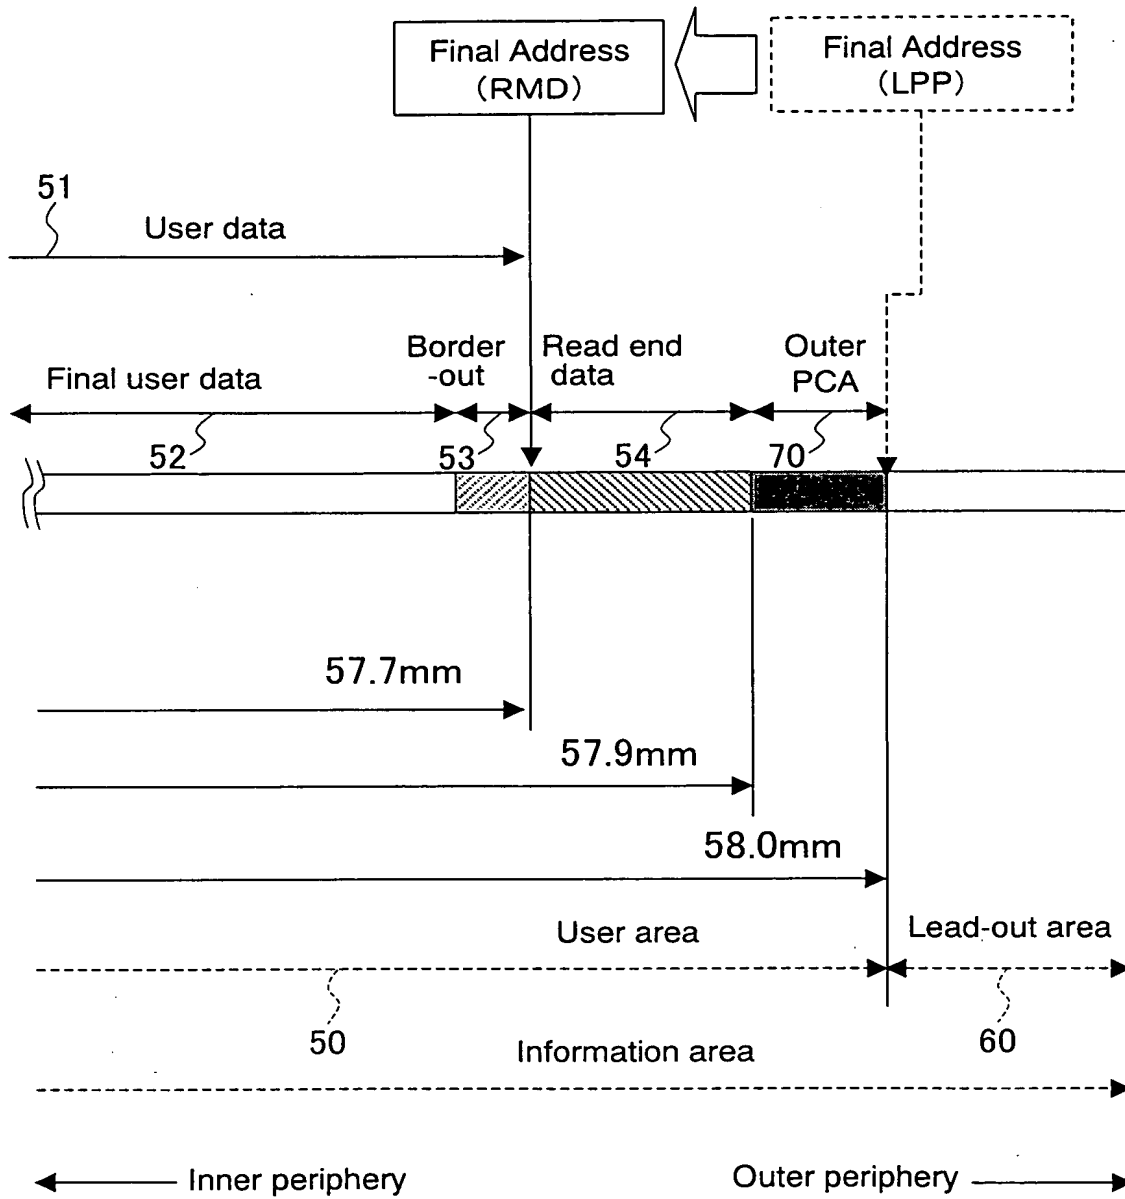 Final Address
(RMD)
Final Address
(LPP)
51
User data
Border
-out
Read end
data
Outer
PCA
Final user data
52
53
54
70
57.7mm
57.9mm
58.0mm
User area
Lead-out area
50
60
Information area
Inner periphery
Outer periphery